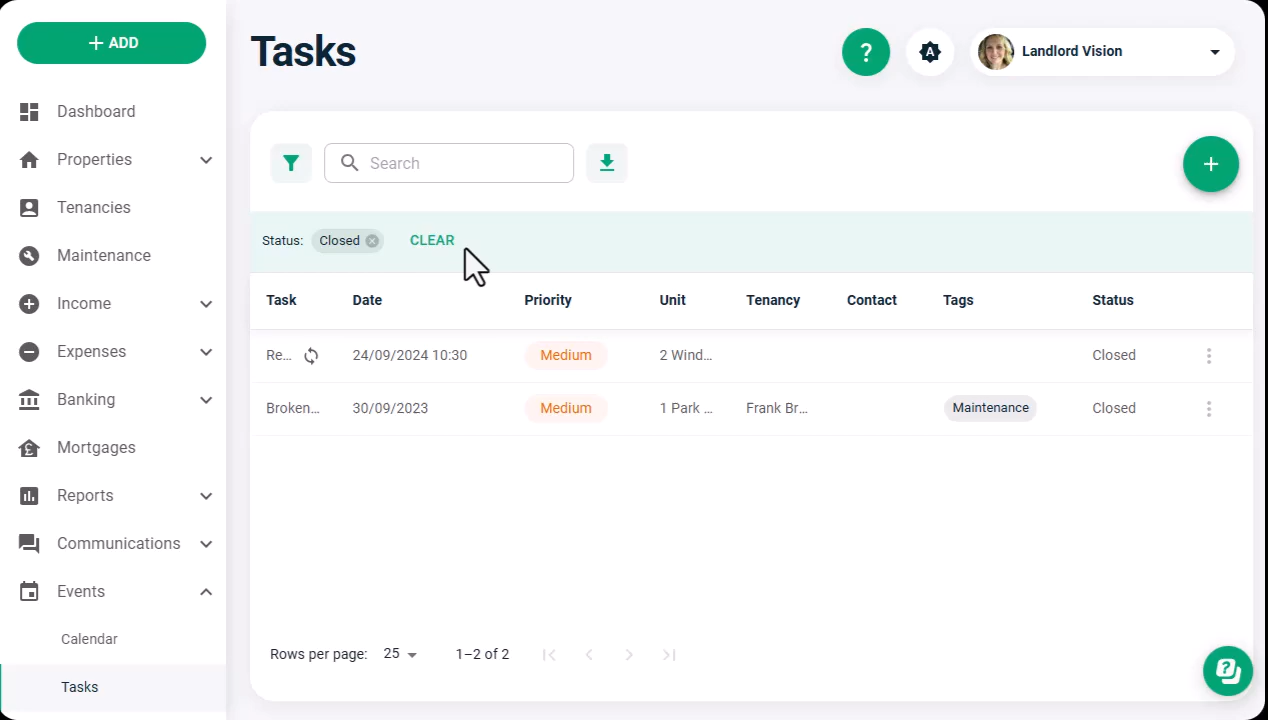 + ADD
Dashboard
Properties
Tenancies
Maintenance
Income
Expenses
Banking
Mortgages
Reports
Communications
Events
Calendar
Tasks
Tasks
? A Landlord Vision
Search
+
Status: Closed CLEAR
Task Date Priority Unit Tenancy Contact Tags Status
Re... 24/09/2024 10:30 Medium 2 Wind... Closed
Broken... 30/09/2023 Medium 1 Park ... Frank Br... Maintenance Closed
Rows per page: 25 1–2 of 2
?